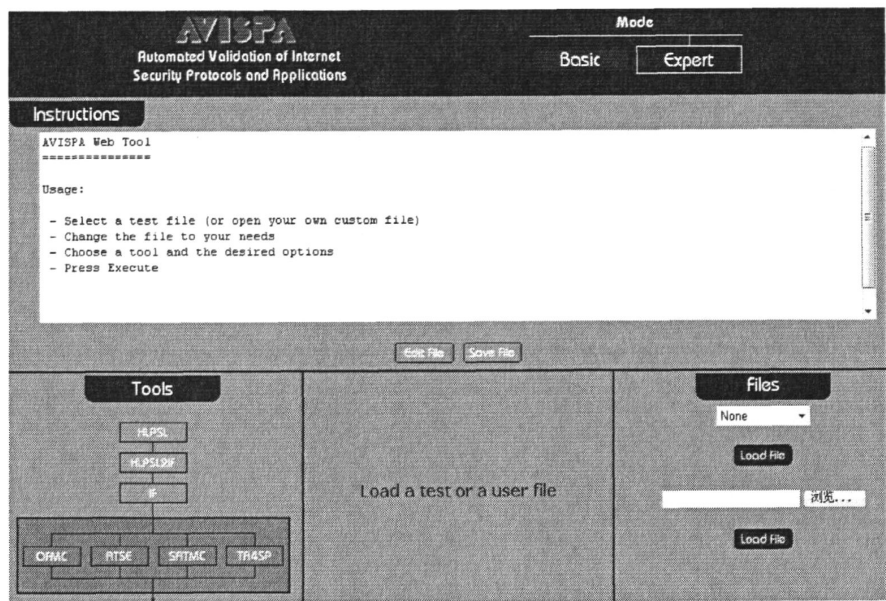 AVISPA
Automated Validation of Internet
Security Protocols and Applications
Mode
Basic
Expert
Instructions
AVISPA Web Tool
===============
Usage:
- Select a test file (or open your own custom file)
- Change the file to your needs
- Choose a tool and the desired options
- Press Execute
Edit File
Save File
Tools
HLPSL
HLPSL2IF
IF
OFMC
ATSE
SATMC
TA4SP
Load a test or a user file
Files
None
Load File
浏览...
Load File